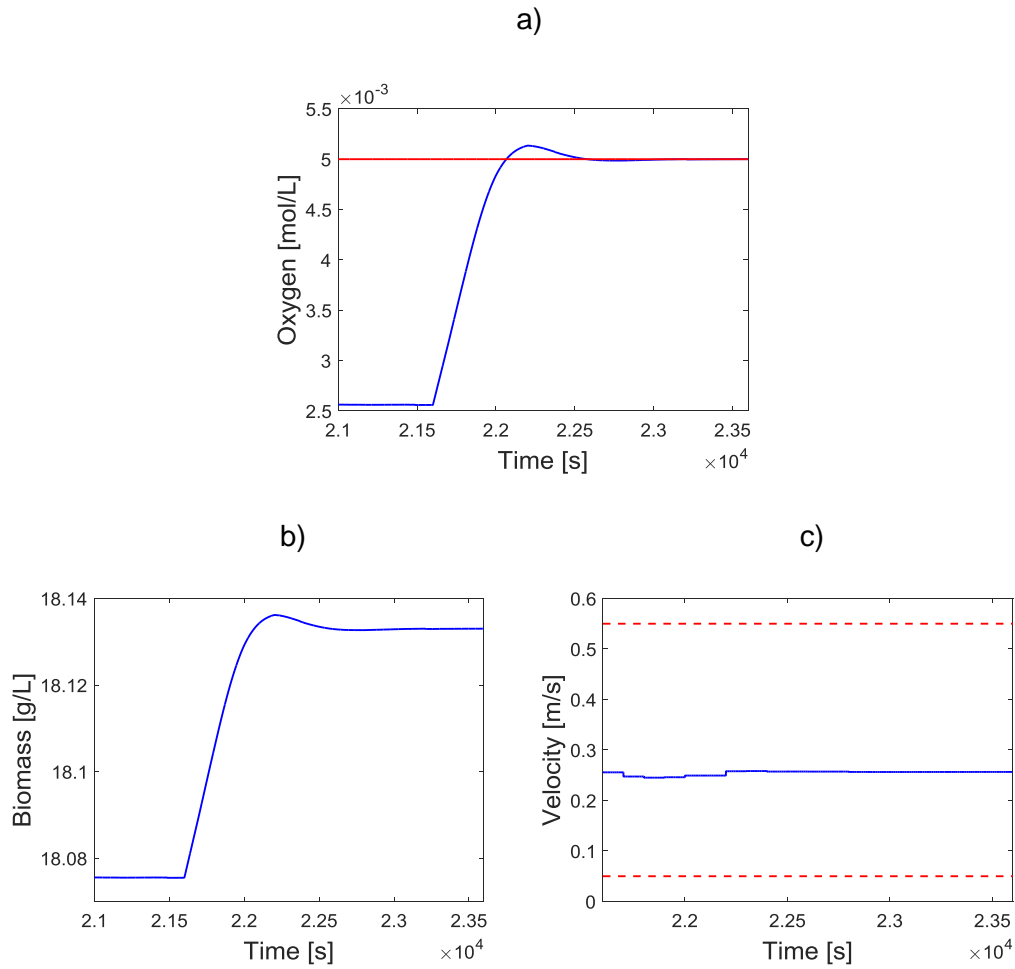 a)
×10-3
5.5
5
4.5
4
3.5
3
2.5
Oxygen [mol/L]
2.1 2.15 2.2 2.25 2.3 2.35
Time [s]
×104
b)
18.14
18.12
18.1
18.08
Biomass [g/L]
2.1 2.15 2.2 2.25 2.3 2.35
Time [s]
×104
c)
0.6
0.5
0.4
0.3
0.2
0.1
0
Velocity [m/s]
2.2 2.25 2.3 2.35
Time [s]
×104